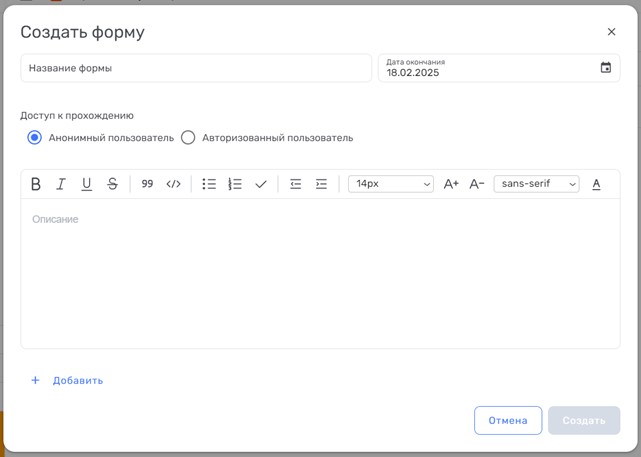 Создать форму
Название формы
Дата окончания
18.02.2025
Доступ к прохождению
Анонимный пользователь Авторизованный пользователь
B I U S 99 </> 14px A+ A- sans-serif A
Описание
+ Добавить
Отмена Создать